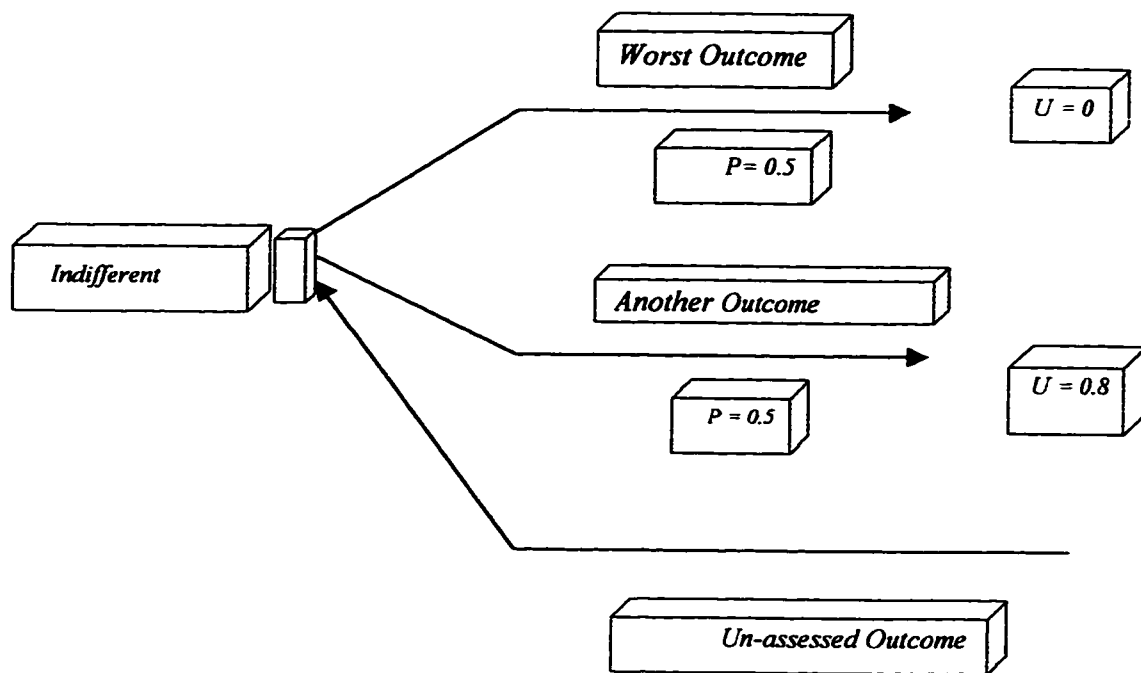 Worst Outcome
U = 0
P= 0.5
Indifferent
Another Outcome
U = 0.8
P = 0.5
Un-assessed Outcome